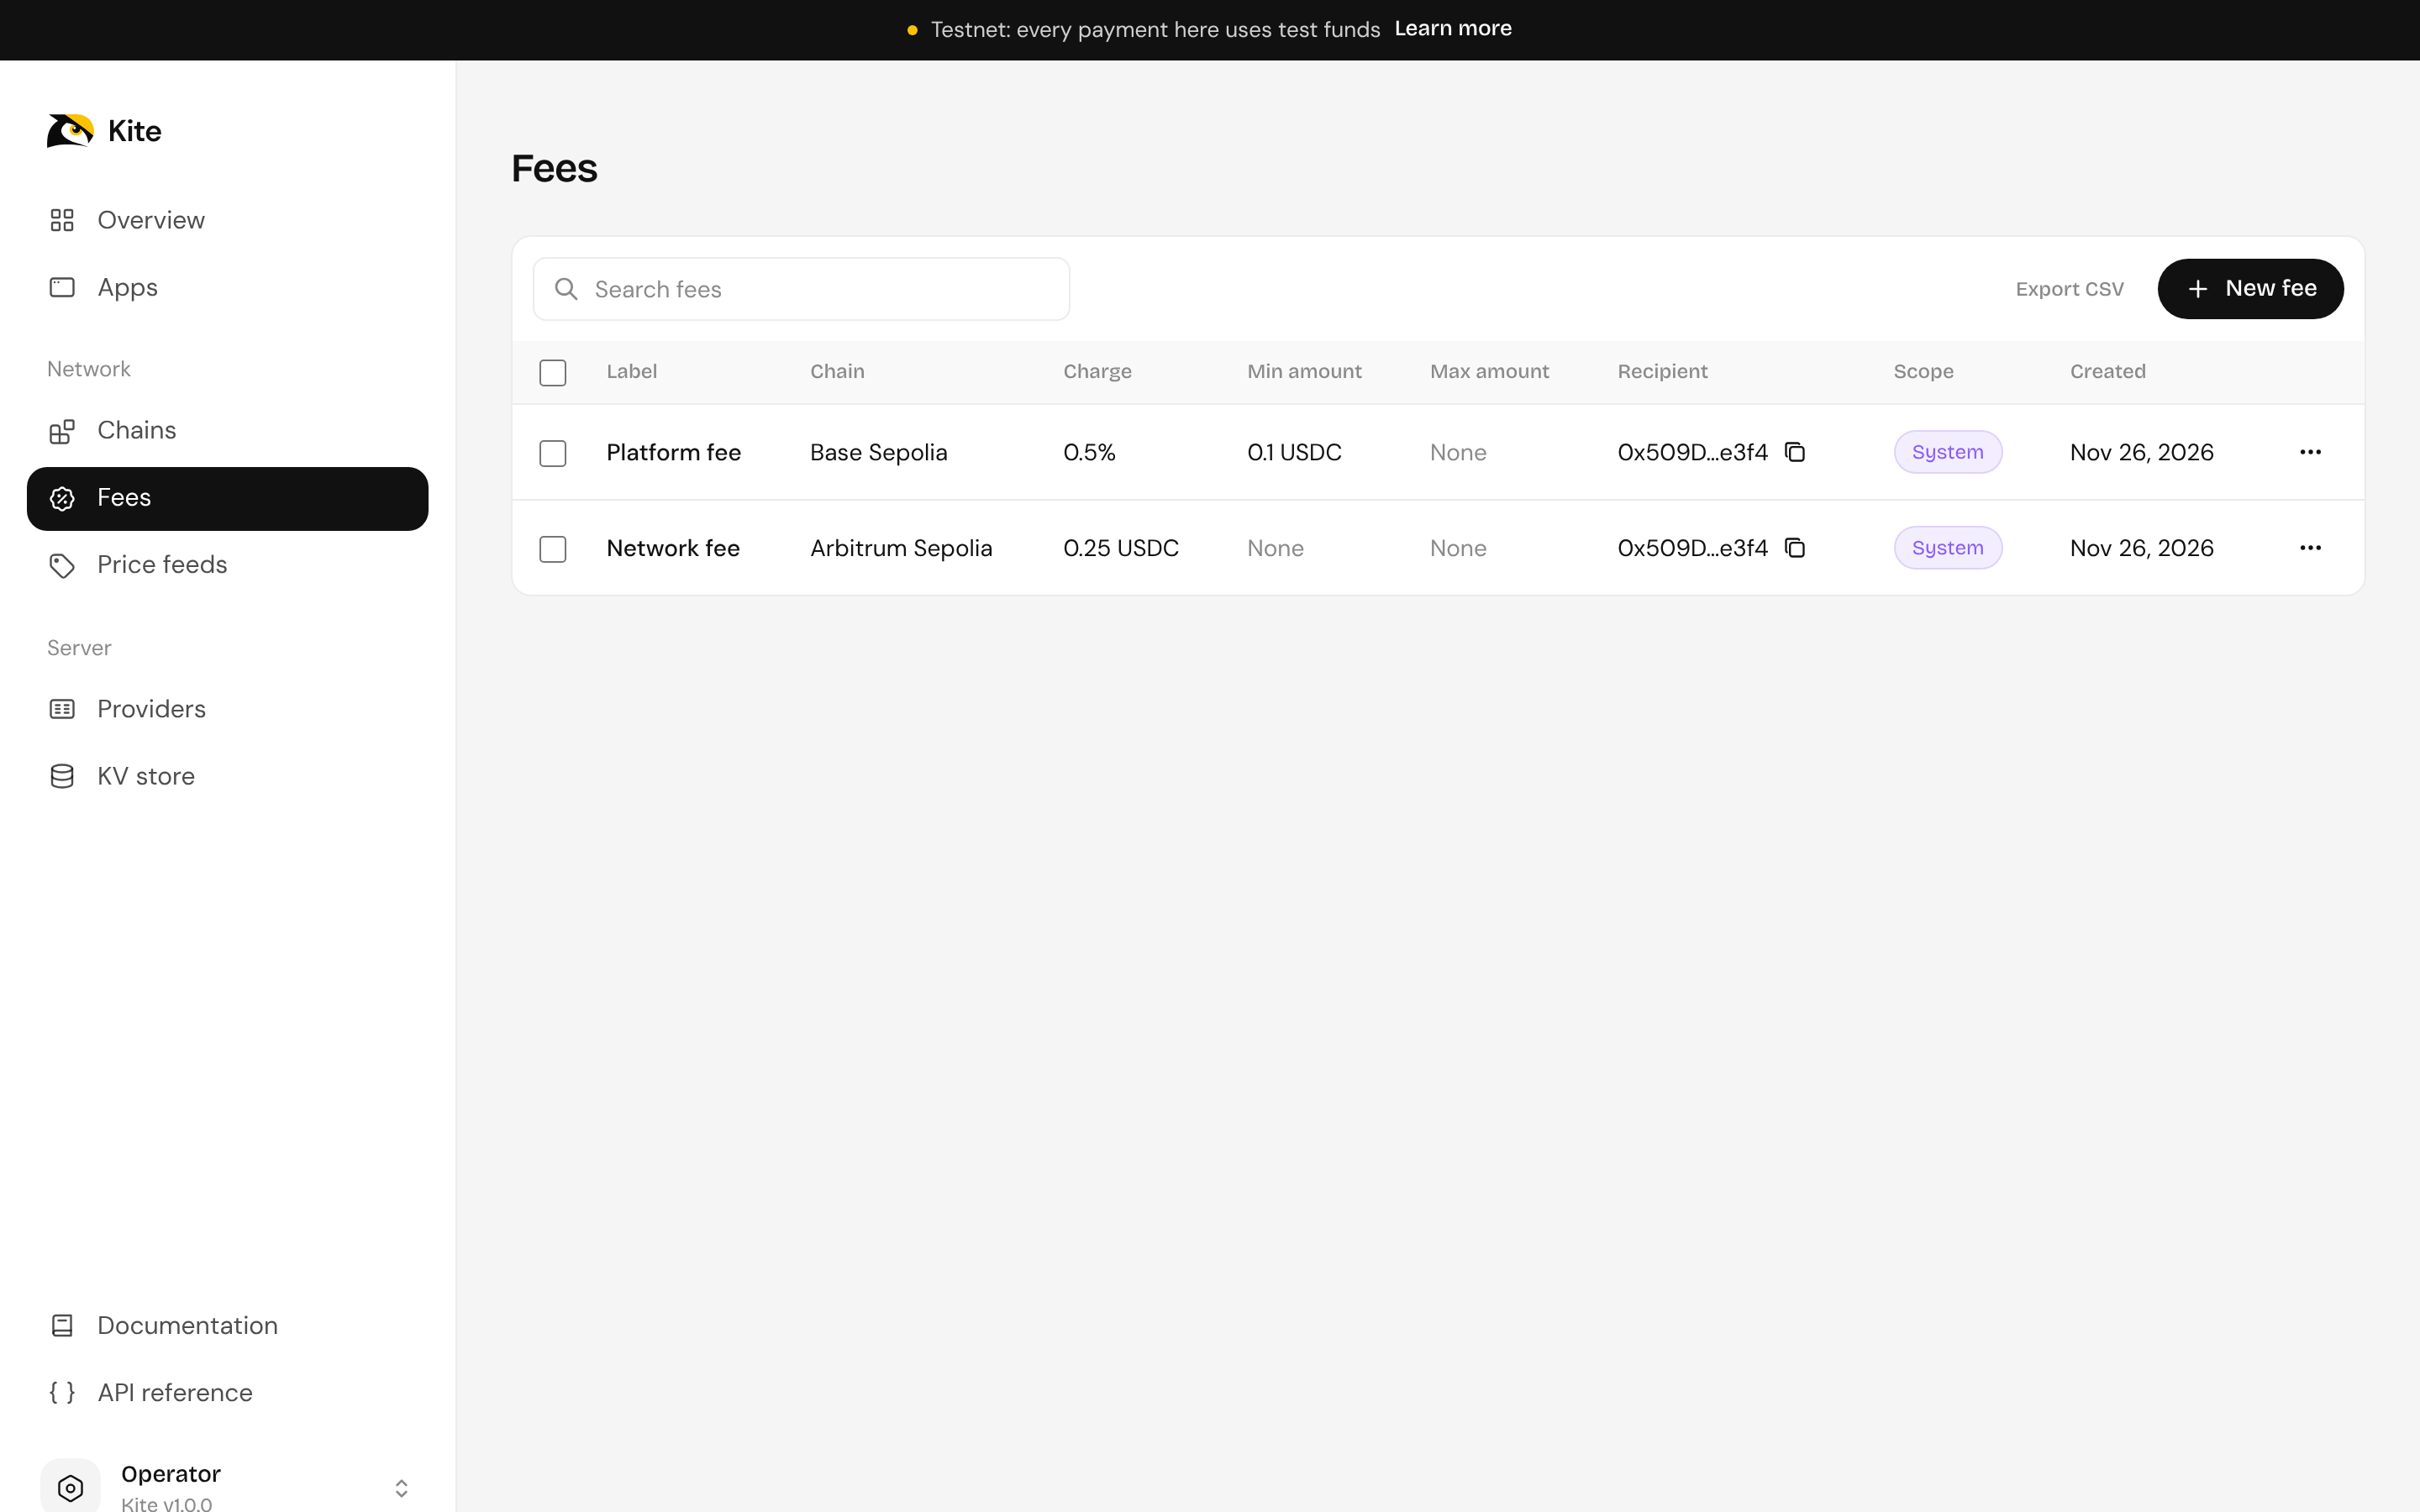 Testnet: every payment here uses test funds Learn more
Kite
Overview
Apps
Network
Chains
Fees
Price feeds
Server
Providers
KV store
Documentation
API reference
Operator
Kite v1.0.0
Fees
Search fees
Export CSV
New fee
Label Chain Charge Min amount Max amount Recipient Scope Created
Platform fee Base Sepolia 0.5% 0.1 USDC None 0x509D...e3f4 System Nov 26, 2026
Network fee Arbitrum Sepolia 0.25 USDC None None 0x509D...e3f4 System Nov 26, 2026